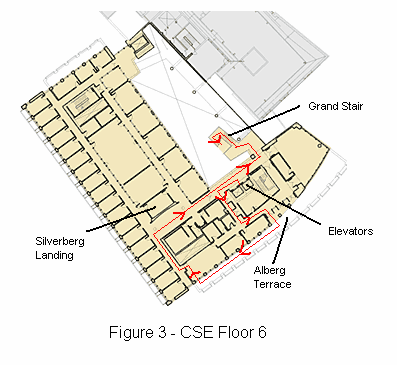 Grand Stair
Elevators
Silverberg
Landing
Alberg
Terrace
Figure 3 - CSE Floor 6